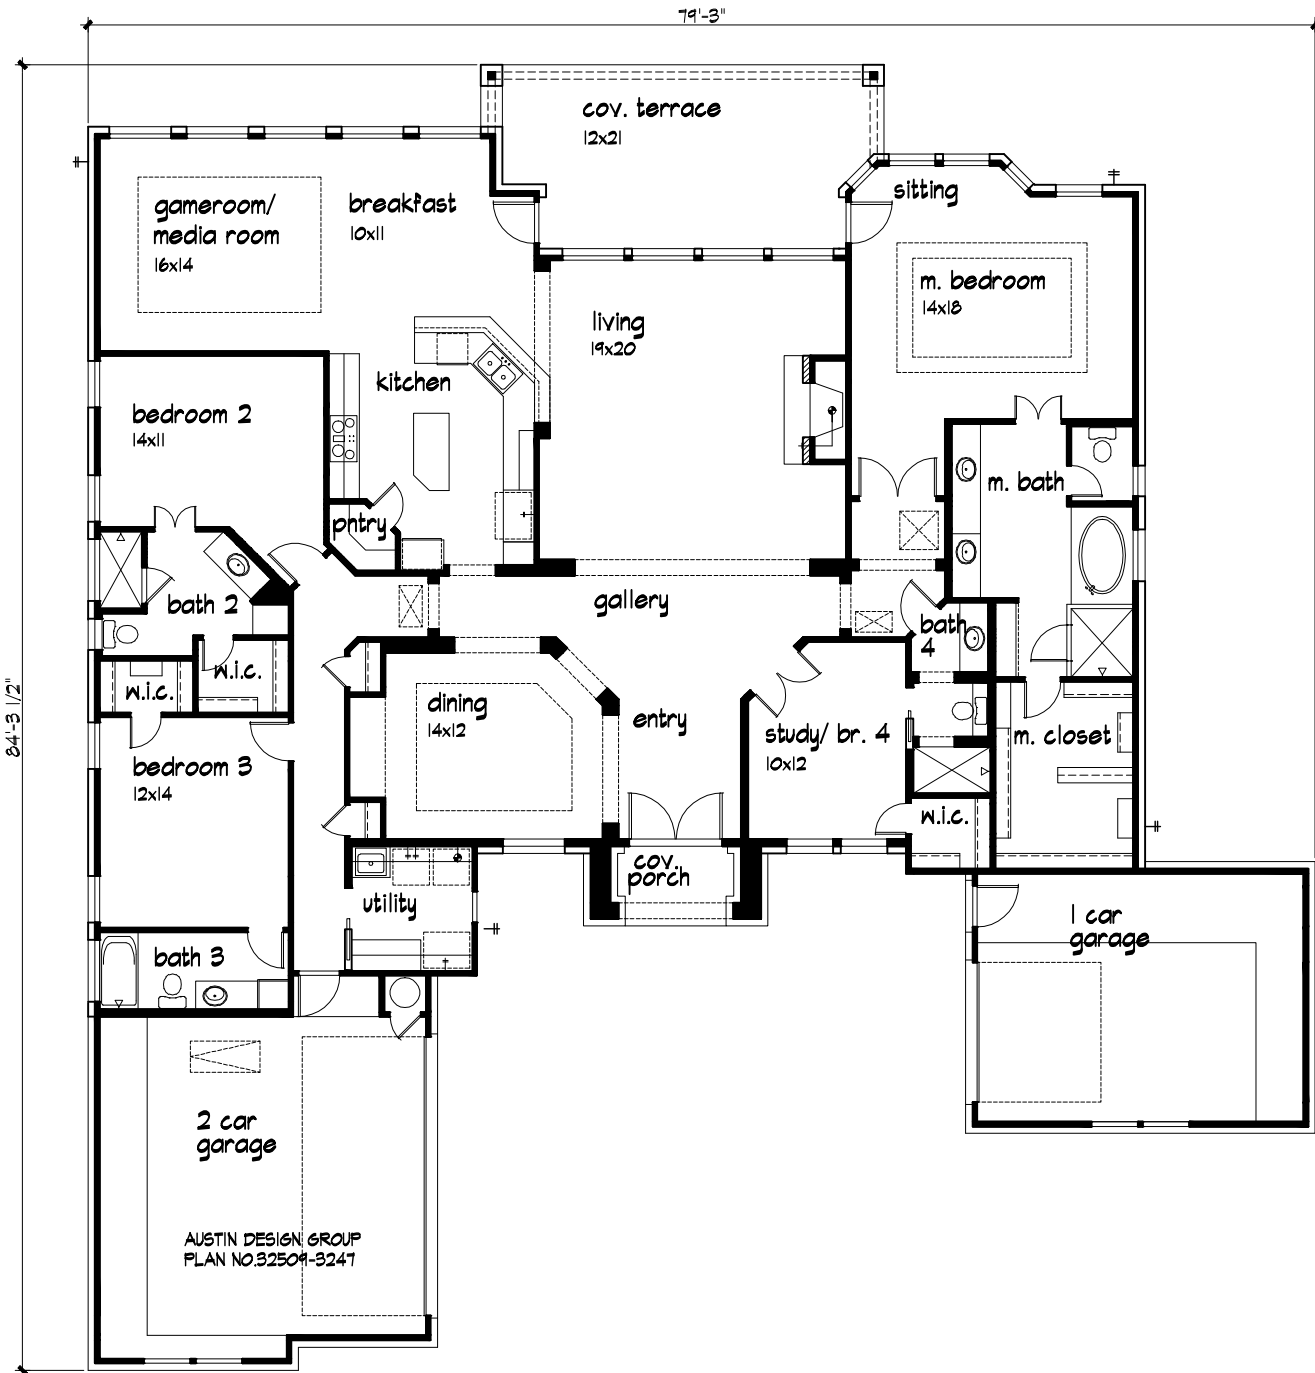 79'-3"
cov. terrace
12x21
sitting
gameroom/
media room
16x14
breakfast
10x11
m. bedroom
14x18
living
19x20
kitchen
bedroom 2
14x11
m. bath
pntry
bath 2
gallery
bath
4
w.i.c.
w.i.c.
dining
14x12
entry
study/ br. 4
10x12
m. closet
84'-3 1/2"
bedroom 3
12x14
w.i.c.
cov.
porch
utility
1 car
garage
bath 3
2 car
garage
AUSTIN DESIGN GROUP
PLAN NO.32509-3247